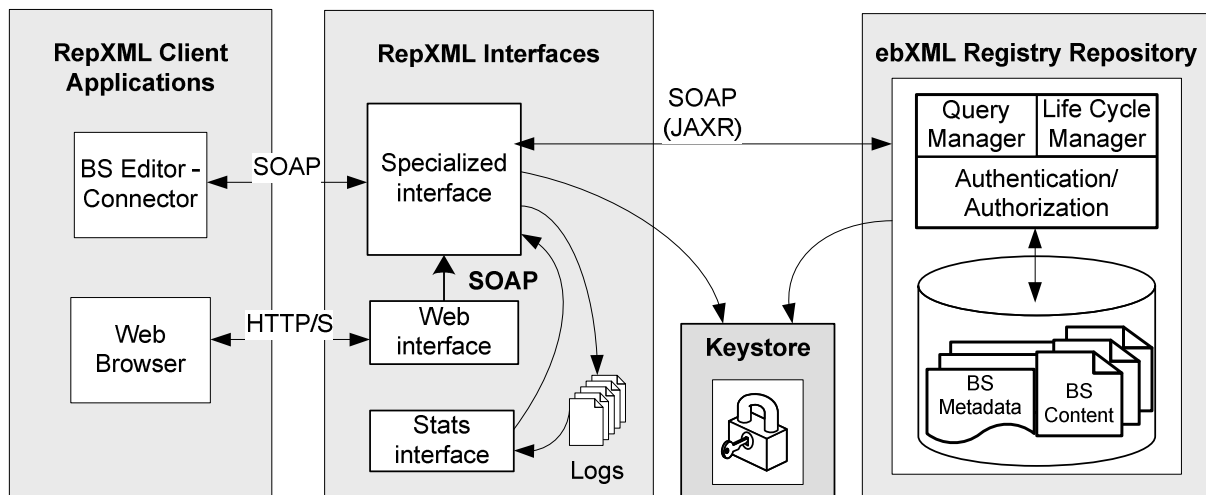 RepXML Client
Applications
BS Editor -
Connector
Web
Browser
SOAP
HTTP/S
RepXML Interfaces
Specialized
interface
SOAP
Web
interface
Stats
interface
Logs
SOAP
(JAXR)
Keystore
ebXML Registry Repository
Query
Manager
Life Cycle
Manager
Authentication/
Authorization
BS
Metadata
BS
Content